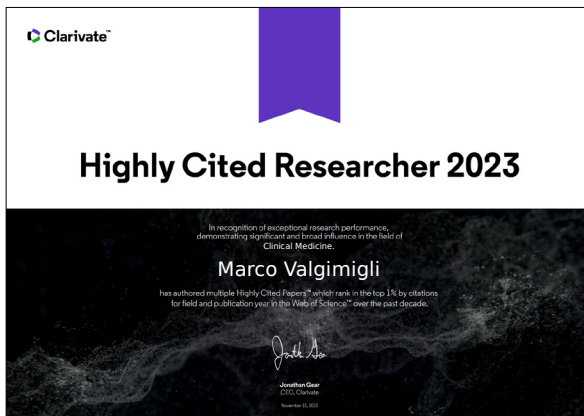 Clarivate™
Highly Cited Researcher 2023
In recognition of exceptional research performance,
demonstrating significant and broad influence in the field of
Clinical Medicine.
Marco Valgimigli
has authored multiple Highly Cited Papers™ which rank in the top 1% by citations
for field and publication year in the Web of Science™ over the past decade.
Jonathan Gear
CEO, Clarivate
November 15, 2023